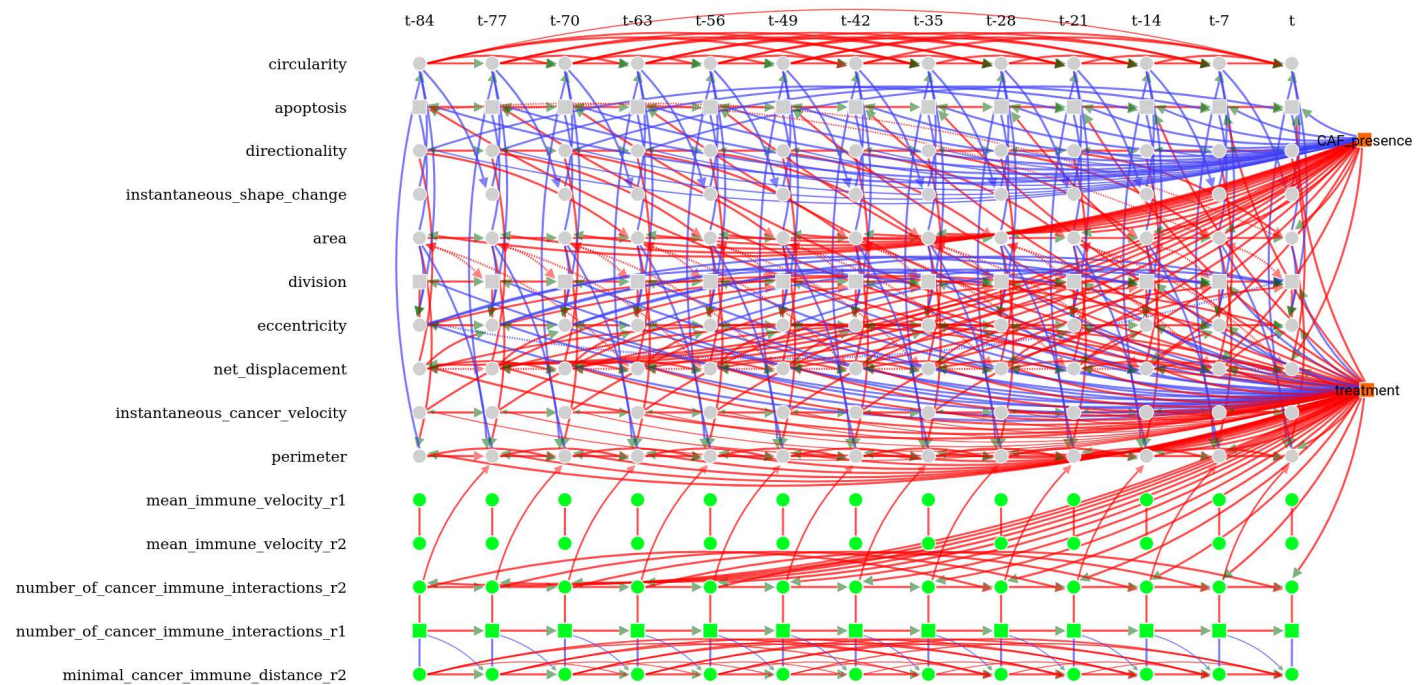 t-84 t-77 t-70 t-63 t-56 t-49 t-42 t-35 t-28 t-21 t-14 t-7 t
circularity
apoptosis
CAF_presence
directionality
instantaneous_shape_change
area
division
eccentricity
net_displacement
treatment
instantaneous_cancer_velocity
perimeter
mean_immune_velocity_r1
mean_immune_velocity_r2
number_of_cancer_immune_interactions_r2
number_of_cancer_immune_interactions_r1
minimal_cancer_immune_distance_r2